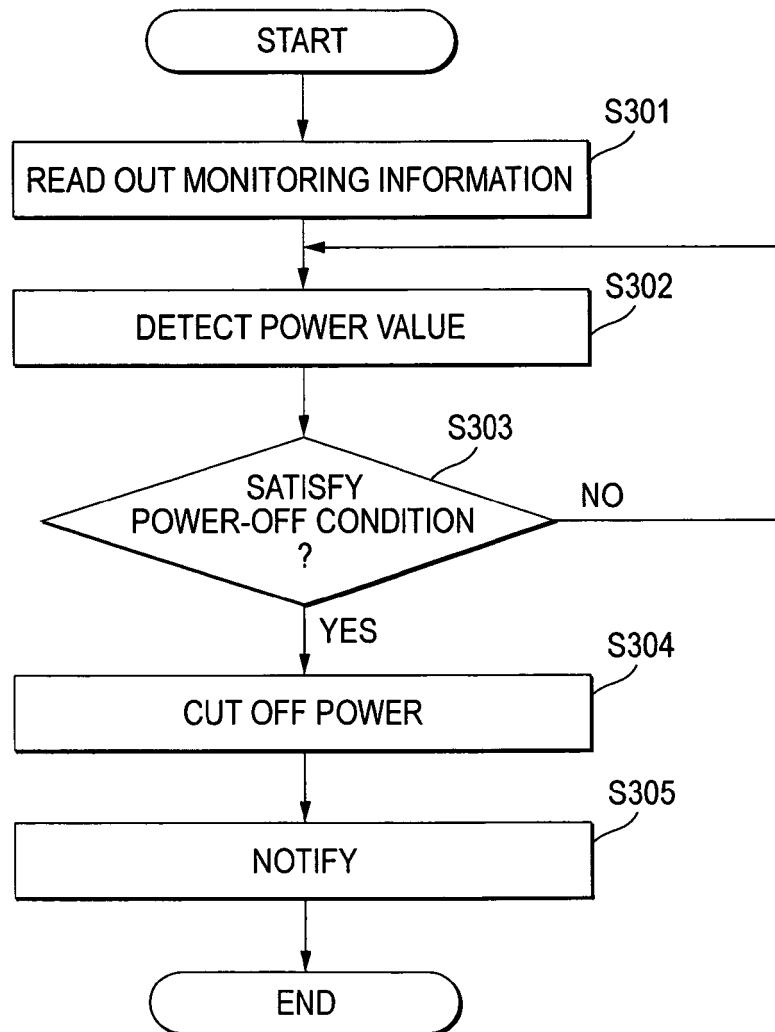 START
S301
READ OUT MONITORING INFORMATION
S302
DETECT POWER VALUE
S303
SATISFY
POWER-OFF CONDITION
?
NO
YES
S304
CUT OFF POWER
S305
NOTIFY
END